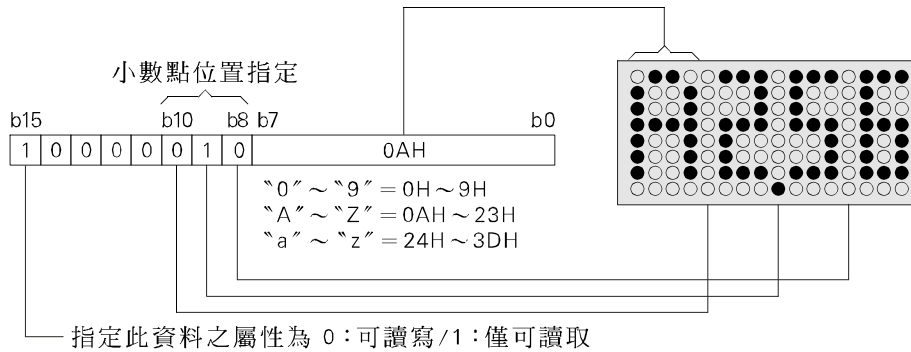 小數點位置指定
b15 b10 b8 b7 b0
1 0 0 0 0 0 1 0 0AH
〝0〞～〝9〞＝0H～9H
〝A〞～〝Z〞＝0AH～23H
〝a〞～〝z〞＝24H～3DH
指定此資料之屬性為 0：可讀寫/1：僅可讀取